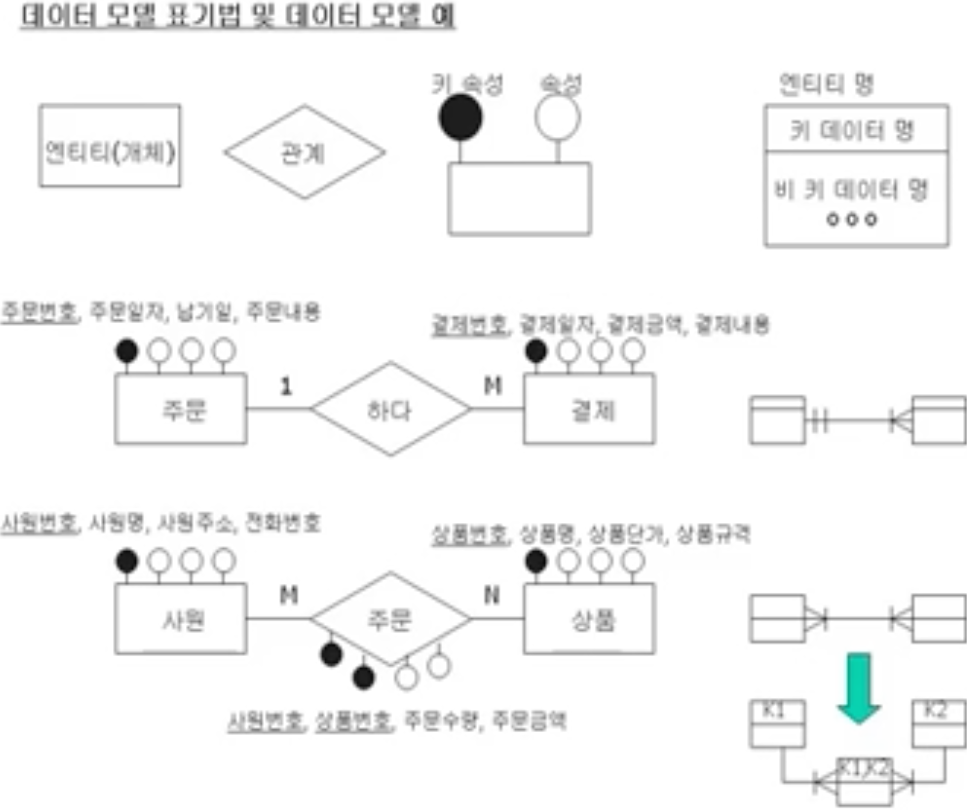 데이터 모델 표기법 및 데이터 모델 예
엔티티(개체)
관계
키 속성
속성
엔티티 명
키 데이터 명
비 키 데이터 명
ooo
주문번호, 주문일자, 납기일, 주문내용
주문
1
하다
M
결제번호, 결제일자, 결제금액, 결제내용
결제
사원번호, 사원명, 사원주소, 전화번호
사원
M
주문
N
상품번호, 상품명, 상품단가, 상품규격
상품
사원번호, 상품번호, 주문수량, 주문금액
K1
K2
K1,K2